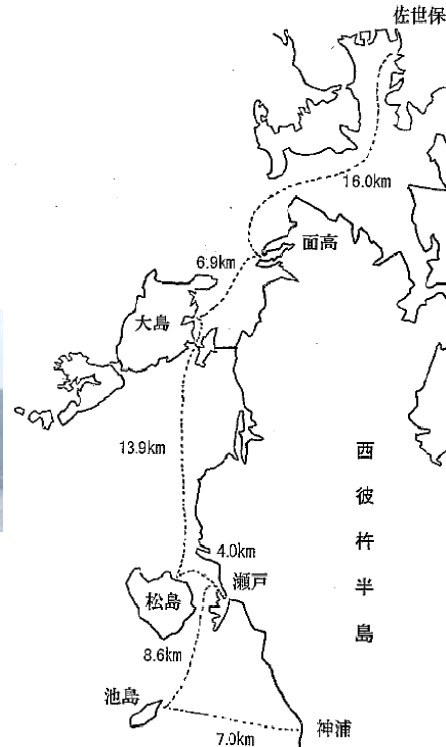 佐世保
16.0km
面高
6.9km
大島
13.9km
西彼杵半島
4.0km
瀬戸
松島
8.6km
池島
7.0km
神浦